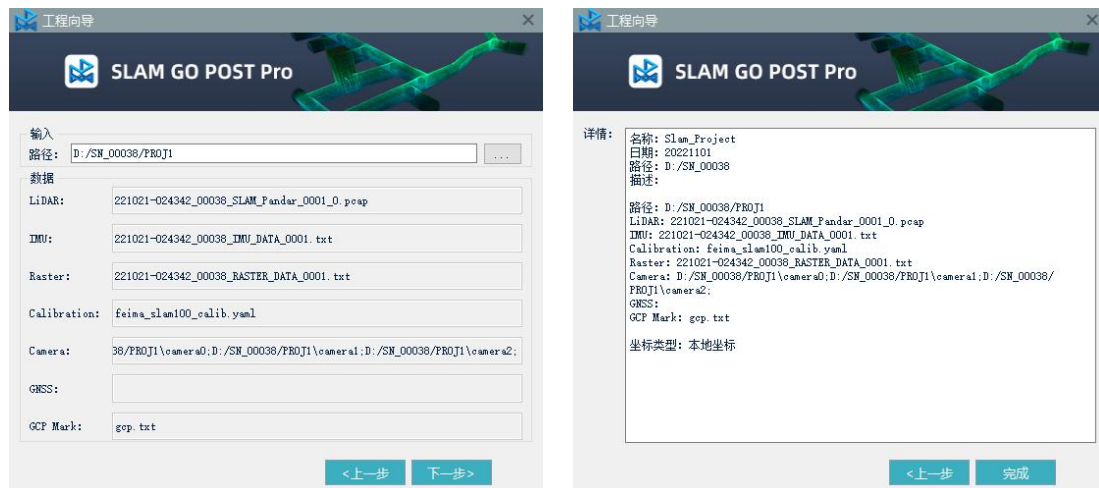 工程向导
SLAM GO POST Pro
输入
路径: D:/SN_00038/PROJ1 ...
数据
LiDAR: 221021-024342_00038_SLAM_Pandar_0001_0.pcap
IMU: 221021-024342_00038_IMU_DATA_0001.txt
Raster: 221021-024342_00038_RASTER_DATA_0001.txt
Calibration: feima_slam100_calib.yaml
Camera: 38/PROJ1\camera0;D:/SN_00038/PROJ1\camera1;D:/SN_00038/PROJ1\camera2;
GNSS:
GCP Mark: gcp.txt
<上一步 下一步>
工程向导
SLAM GO POST Pro
详情:
名称: Slam_Project
日期: 20221101
路径: D:/SN_00038
描述:
路径: D:/SN_00038/PROJ1
LiDAR: 221021-024342_00038_SLAM_Pandar_0001_0.pcap
IMU: 221021-024342_00038_IMU_DATA_0001.txt
Calibration: feima_slam100_calib.yaml
Raster: 221021-024342_00038_RASTER_DATA_0001.txt
Camera: D:/SN_00038/PROJ1\camera0;D:/SN_00038/PROJ1\camera1;D:/SN_00038/
PROJ1\camera2;
GNSS:
GCP Mark: gcp.txt
坐标类型: 本地坐标
<上一步 完成